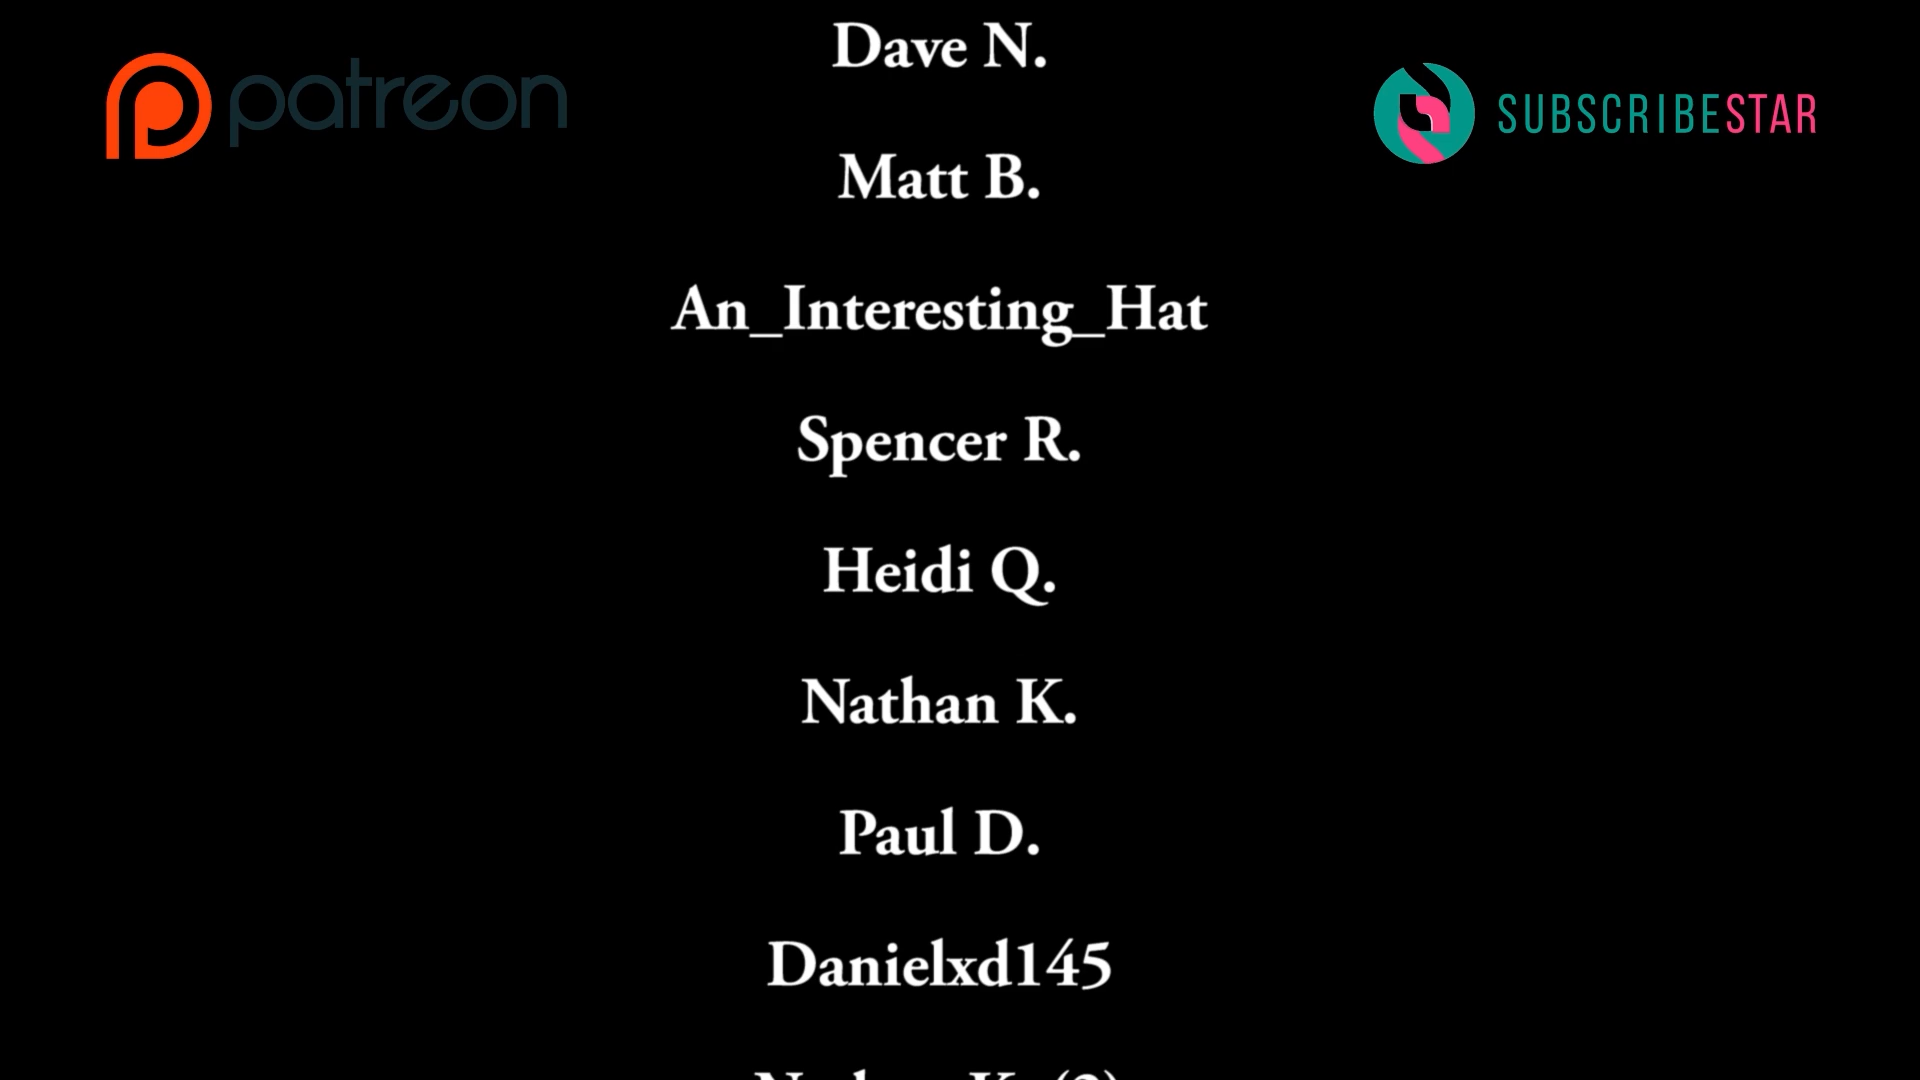 patreon
SUBSCRIBESTAR
Dave N.
Matt B.
An_Interesting_Hat
Spencer R.
Heidi Q.
Nathan K.
Paul D.
Danielxd145